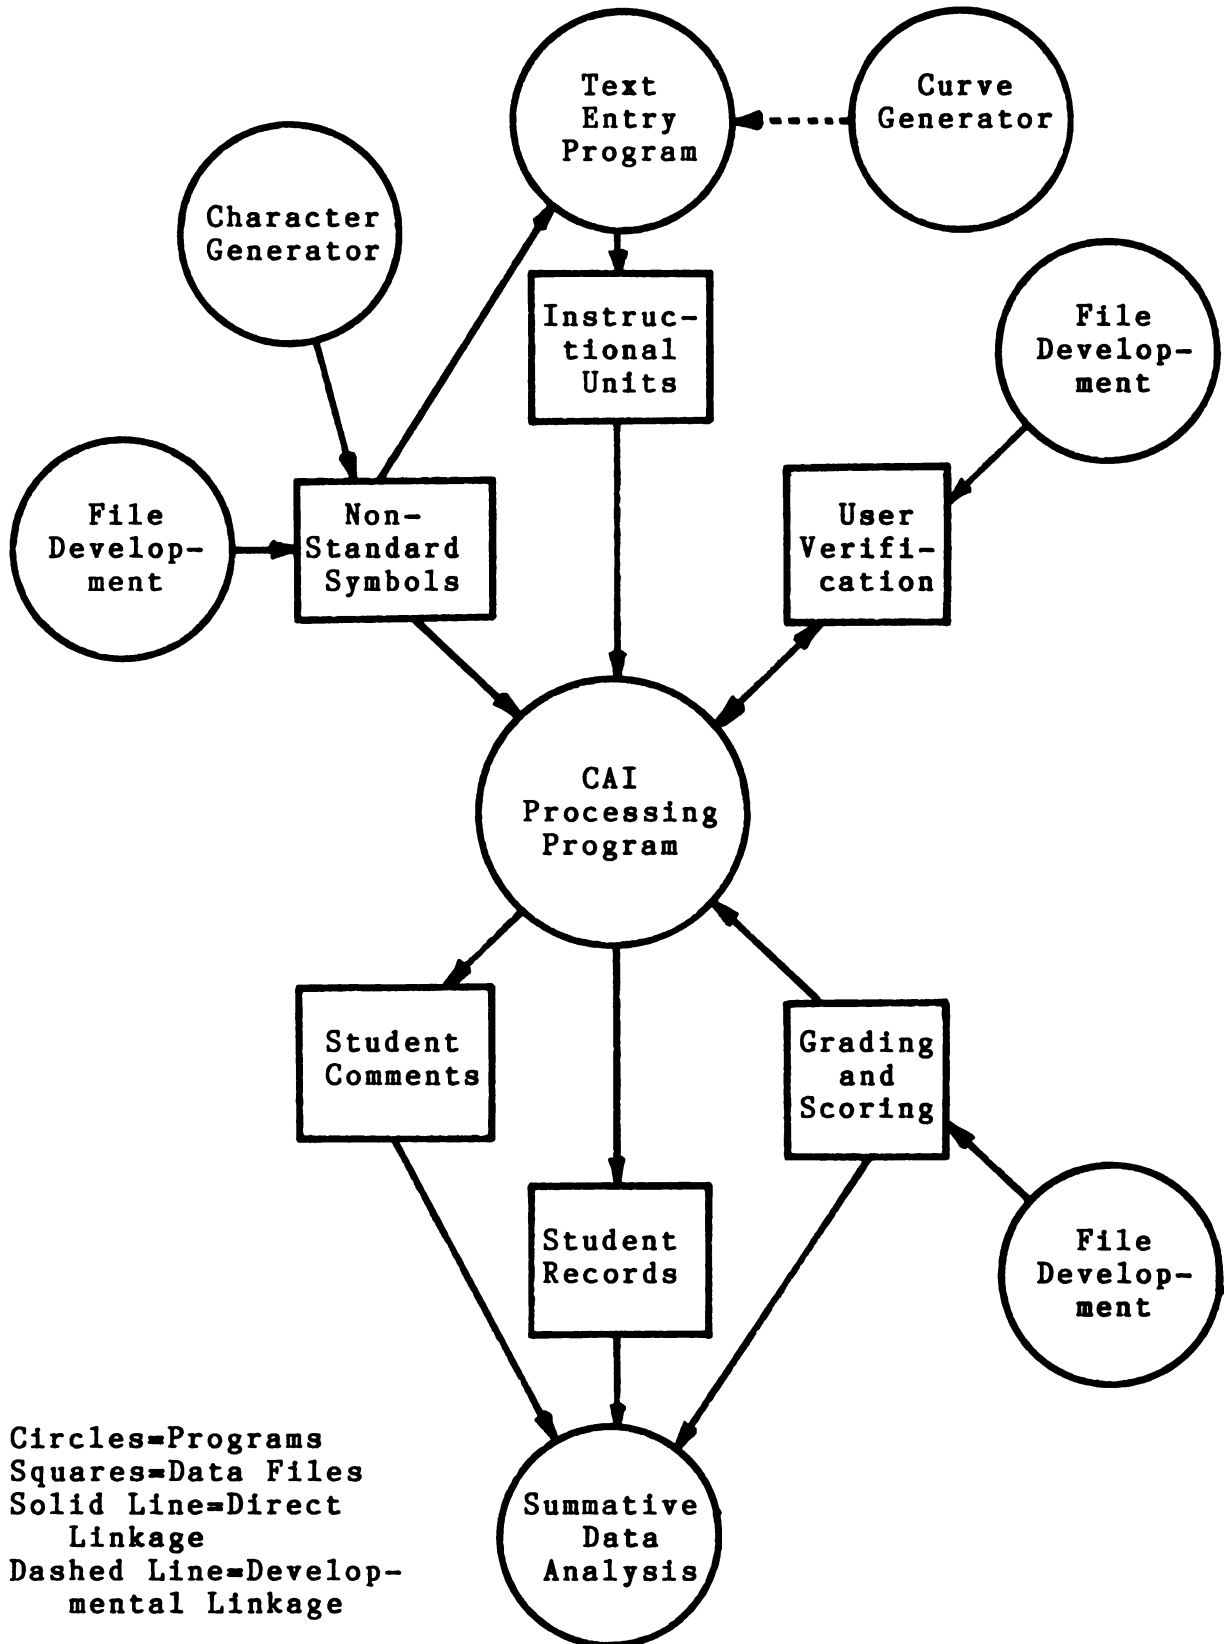 Text
Entry
Program
Curve
Generator
Character
Generator
Instruc-
tional
Units
File
Develop-
ment
File
Develop-
ment
Non-
Standard
Symbols
User
Verifi-
cation
CAI
Processing
Program
Student
Comments
Grading
and
Scoring
Student
Records
File
Develop-
ment
Circles=Programs
Squares=Data Files
Solid Line=Direct
Linkage
Dashed Line=Develop-
mental Linkage
Summative
Data
Analysis